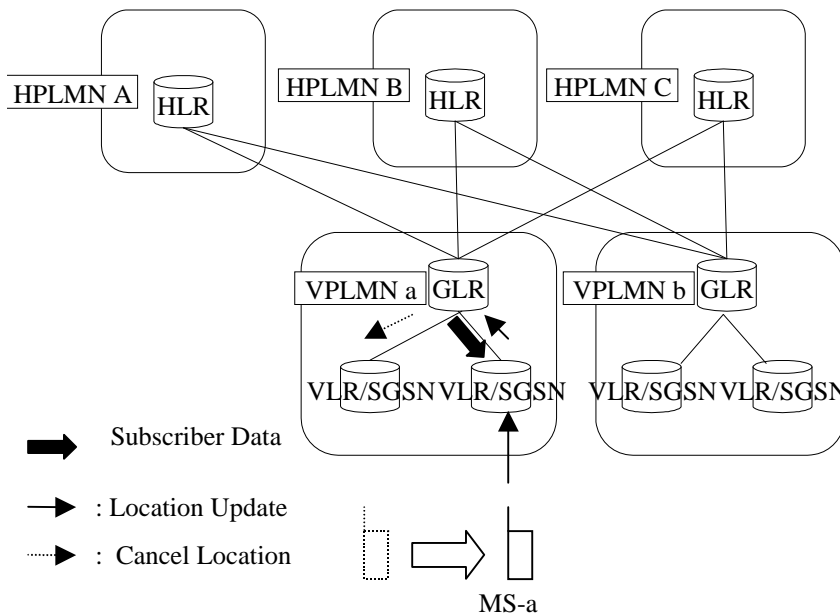 HPLMN A
HLR
HPLMN B
HLR
HPLMN C
HLR
VPLMN a
GLR
VPLMN b
GLR
VLR/SGSN
VLR/SGSN
VLR/SGSN
VLR/SGSN
Subscriber Data
: Location Update
: Cancel Location
MS-a